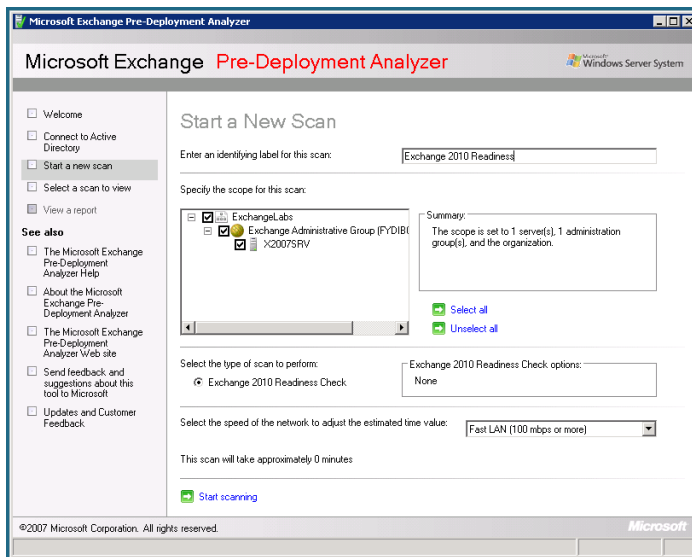 Microsoft Exchange Pre-Deployment Analyzer
Microsoft Exchange Pre-Deployment Analyzer
Microsoft
Windows Server System
Welcome
Connect to Active
Directory
Start a new scan
Select a scan to view
View a report
See also
The Microsoft Exchange
Pre-Deployment
Analyzer Help
About the Microsoft
Exchange Pre-
Deployment Analyzer
The Microsoft Exchange
Pre-Deployment
Analyzer Web site
Send feedback and
suggestions about this
tool to Microsoft
Updates and Customer
Feedback
Start a New Scan
Enter an identifying label for this scan:
Exchange 2010 Readiness
Specify the scope for this scan:
ExchangeLabs
Exchange Administrative Group (FYDIB
X2007SRV
Summary:
The scope is set to 1 server(s), 1 administration
group(s), and the organization.
Select all
Unselect all
Select the type of scan to perform:
Exchange 2010 Readiness Check
Exchange 2010 Readiness Check options:
None
Select the speed of the network to adjust the estimated time value:
Fast LAN (100 mbps or more)
This scan will take approximately 0 minutes
Start scanning
©2007 Microsoft Corporation. All rights reserved.
Microsoft